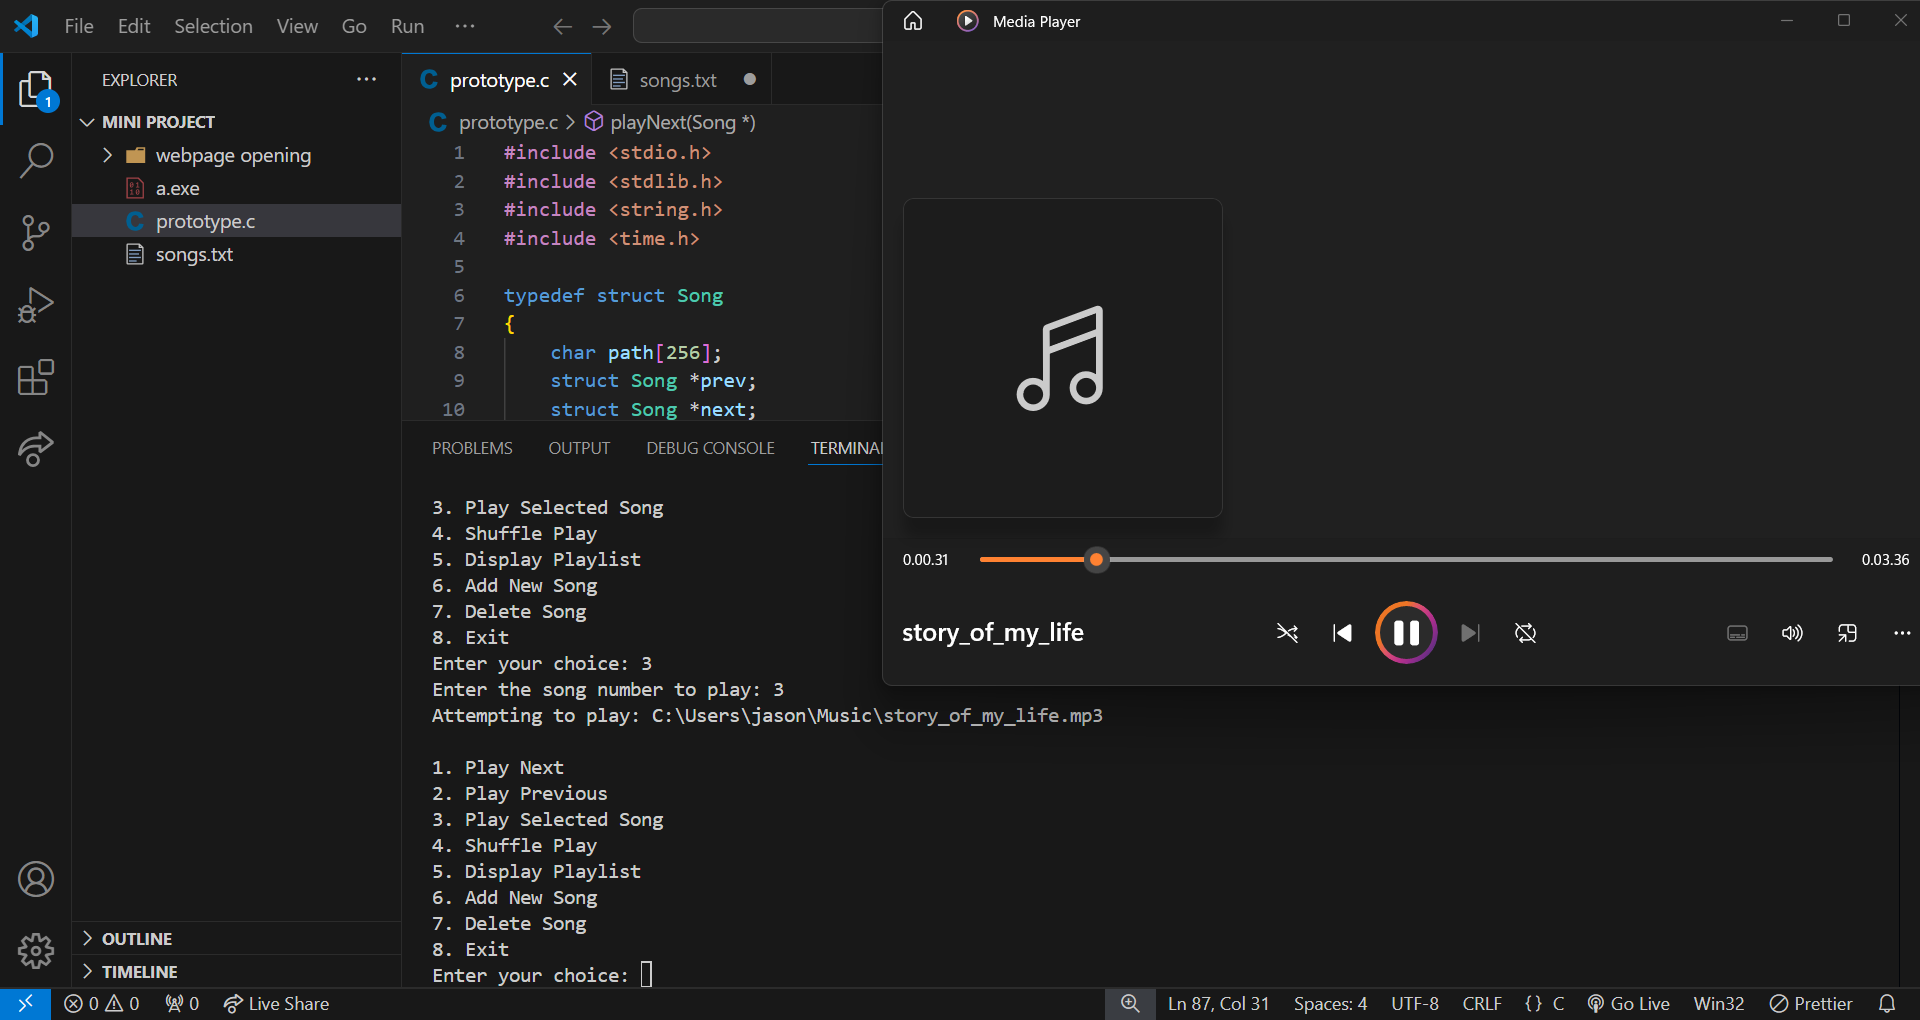 File Edit Selection View Go Run ···
EXPLORER ···
MINI PROJECT
webpage opening
a.exe
prototype.c
songs.txt
1
OUTLINE
TIMELINE
C prototype.c songs.txt
C prototype.c > playNext(Song *)
1 #include <stdio.h>
2 #include <stdlib.h>
3 #include <string.h>
4 #include <time.h>
5
6 typedef struct Song
7 {
8 char path[256];
9 struct Song *prev;
10 struct Song *next;
PROBLEMS OUTPUT DEBUG CONSOLE TERMINAL
3. Play Selected Song
4. Shuffle Play
5. Display Playlist
6. Add New Song
7. Delete Song
8. Exit
Enter your choice: 3
Enter the song number to play: 3
Attempting to play: C:\Users\jason\Music\story_of_my_life.mp3
1. Play Next
2. Play Previous
3. Play Selected Song
4. Shuffle Play
5. Display Playlist
6. Add New Song
7. Delete Song
8. Exit
Enter your choice:
Media Player
0.00.31
0.03.36
story_of_my_life
0 0 0 Live Share Ln 87, Col 31 Spaces: 4 UTF-8 CRLF {} C Go Live Win32 Prettier